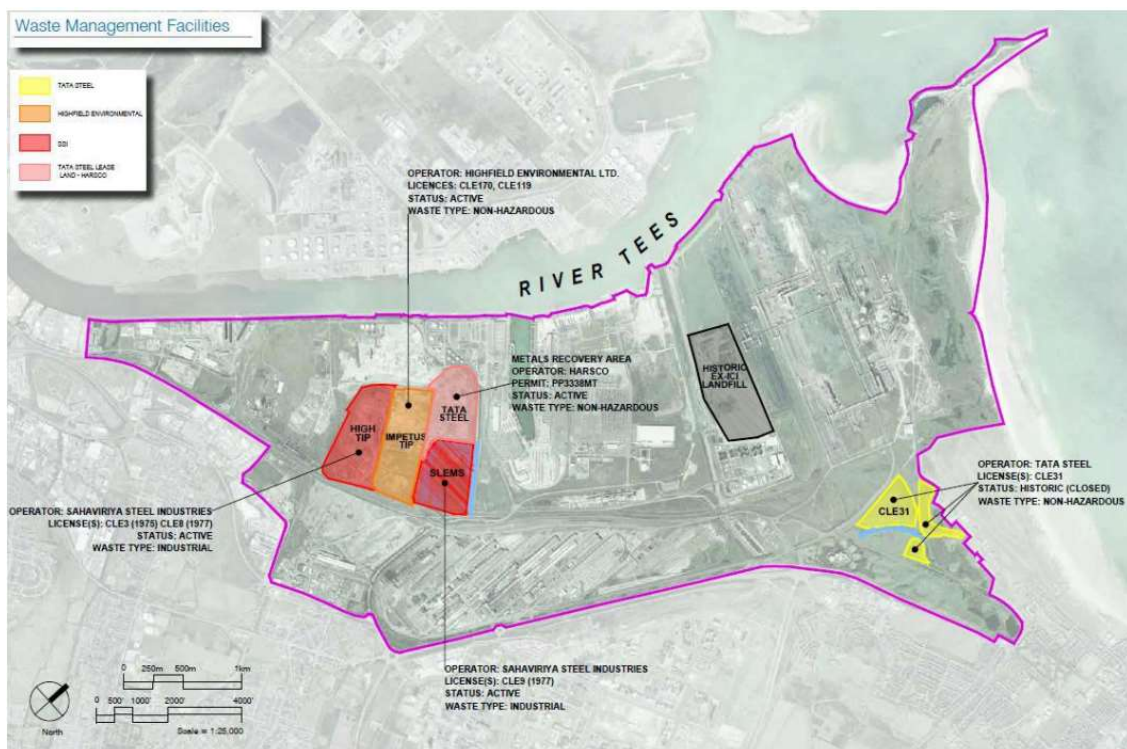 Waste Management Facilities
TATA STEEL
HIGHFIELD ENVIRONMENTAL
SSI
TATA STEEL LEASE
LAND - HARSCO
OPERATOR: HIGHFIELD ENVIRONMENTAL LTD.
LICENCES: CLE170, CLE119
STATUS: ACTIVE
WASTE TYPE: NON-HAZARDOUS
RIVER TEES
METALS RECOVERY AREA
OPERATOR: HARSCO
PERMIT: PP3338MT
STATUS: ACTIVE
WASTE TYPE: NON-HAZARDOUS
HISTORIC
EX-ICI
LANDFILL
TATA
STEEL
HIGH
TIP
IMPETUS
TIP
SLEMS
OPERATOR: TATA STEEL
LICENSE(S): CLE31
STATUS: HISTORIC (CLOSED)
WASTE TYPE: NON-HAZARDOUS
CLE31
OPERATOR: SAHAVIRIYA STEEL INDUSTRIES
LICENSE(S): CLE3 (1975) CLE8 (1977)
STATUS: ACTIVE
WASTE TYPE: INDUSTRIAL
OPERATOR: SAHAVIRIYA STEEL INDUSTRIES
LICENSE(S): CLE9 (1977)
STATUS: ACTIVE
WASTE TYPE: INDUSTRIAL
0 250m 500m 1km
0 500' 1000' 2000' 4000'
North
Scale = 1:25,000